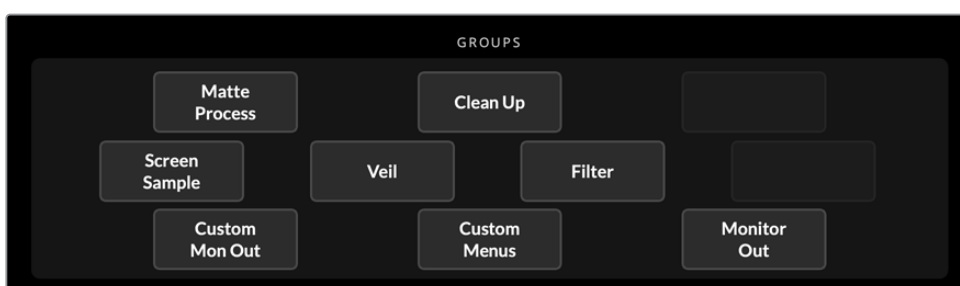 GROUPS
Matte
Process
Clean Up
Screen
Sample
Veil
Filter
Custom
Mon Out
Custom
Menus
Monitor
Out